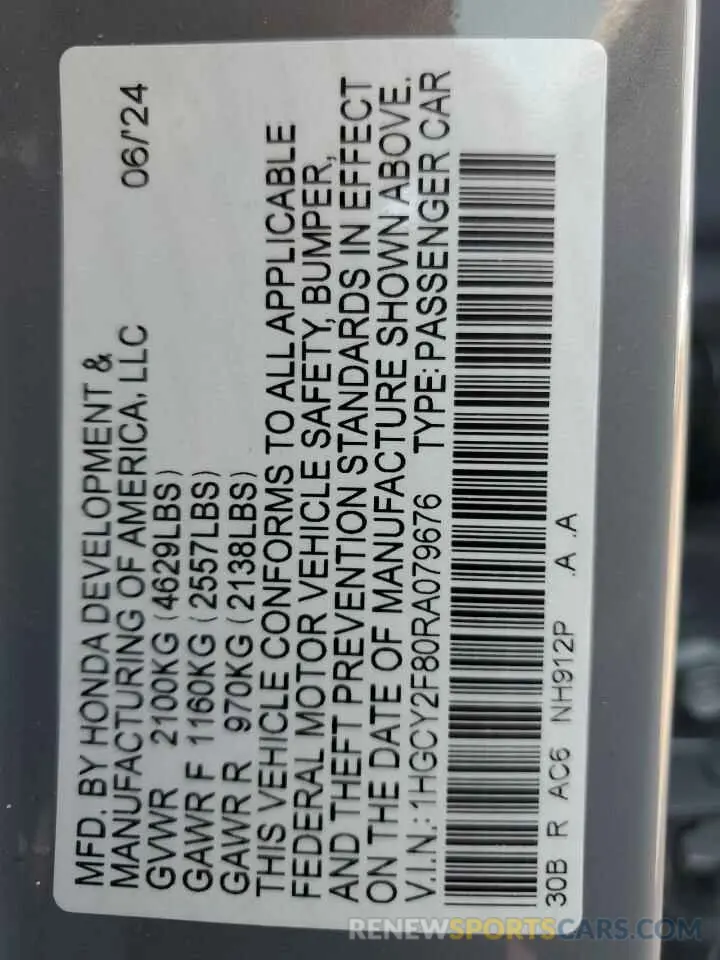 MFD. BY HONDA DEVELOPMENT &
MANUFACTURING OF AMERICA, LLC 06/'24
GVWR 2100KG (4629LBS)
GAWR F 1160KG (2557LBS)
GAWR R 970KG (2138LBS)
THIS VEHICLE CONFORMS TO ALL APPLICABLE
FEDERAL MOTOR VEHICLE SAFETY, BUMPER,
AND THEFT PREVENTION STANDARDS IN EFFECT
ON THE DATE OF MANUFACTURE SHOWN ABOVE.
V.I.N.: 1HGCY2F80RA079676 TYPE: PASSENGER CAR
30B R AC6 NH912P .A .A
RENEWSPORTSCARS.COM